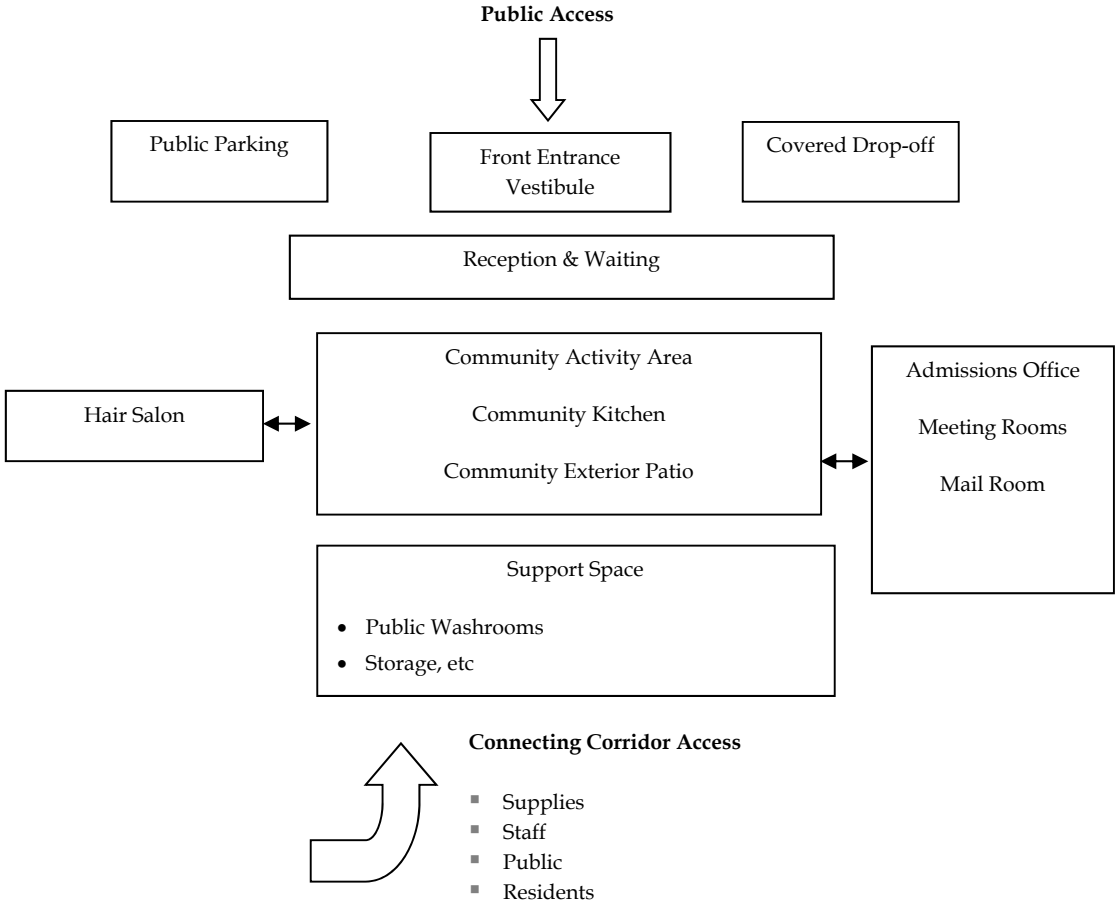 Public Access
Public Parking
Front Entrance
Vestibule
Covered Drop-off
Reception & Waiting
Community Activity Area
Community Kitchen
Community Exterior Patio
Hair Salon
Admissions Office
Meeting Rooms
Mail Room
Support Space
• Public Washrooms
• Storage, etc
Connecting Corridor Access
▪ Supplies
▪ Staff
▪ Public
▪ Residents